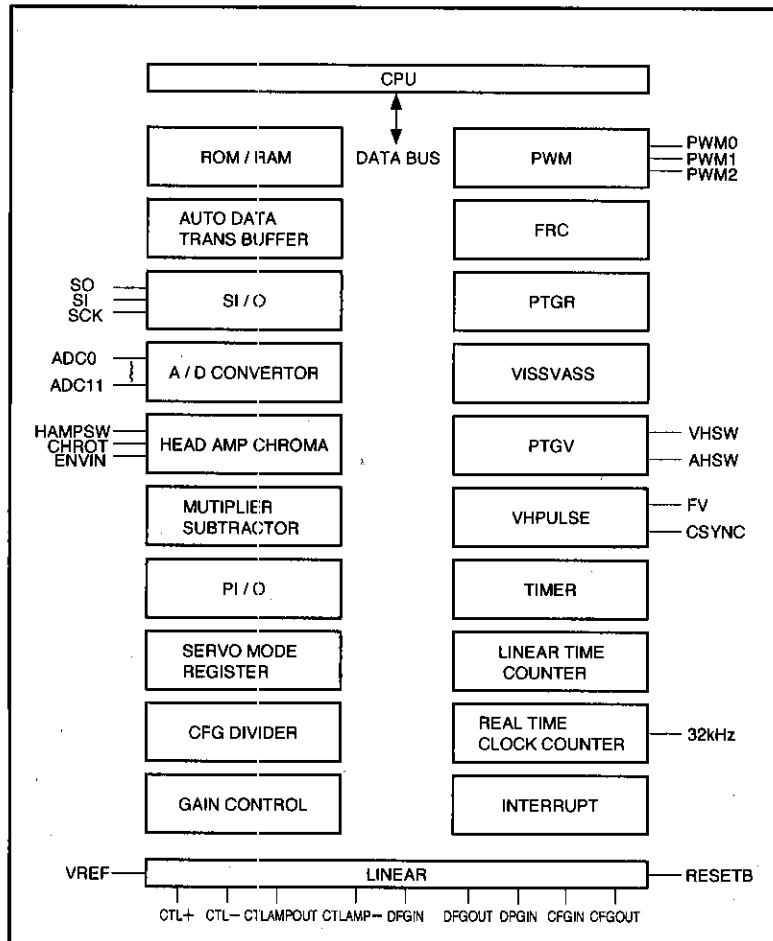 CPU
DATA BUS
ROM / RAM
PWM
PWM0
PWM1
PWM2
AUTO DATA
TRANS BUFFER
FRC
SO
SI
SCK
SI / O
PTGR
ADC0
ADC11
A / D CONVERTOR
VISSVASS
HAMPSW
CHROT
ENVIN
HEAD AMP CHROMA
PTGV
VHSW
AHSW
MUTIPLIER
SUBTRACTOR
VHPULSE
FV
CSYNC
PI / O
TIMER
SERVO MODE
REGISTER
LINEAR TIME
COUNTER
CFG DIVIDER
REAL TIME
CLOCK COUNTER
32kHz
GAIN CONTROL
INTERRUPT
VREF
LINEAR
RESETB
CTL+ CTL− CTLAMPOUT CTLAMP− DFGIN DFGOUT DPGIN CFGIN CFGOUT